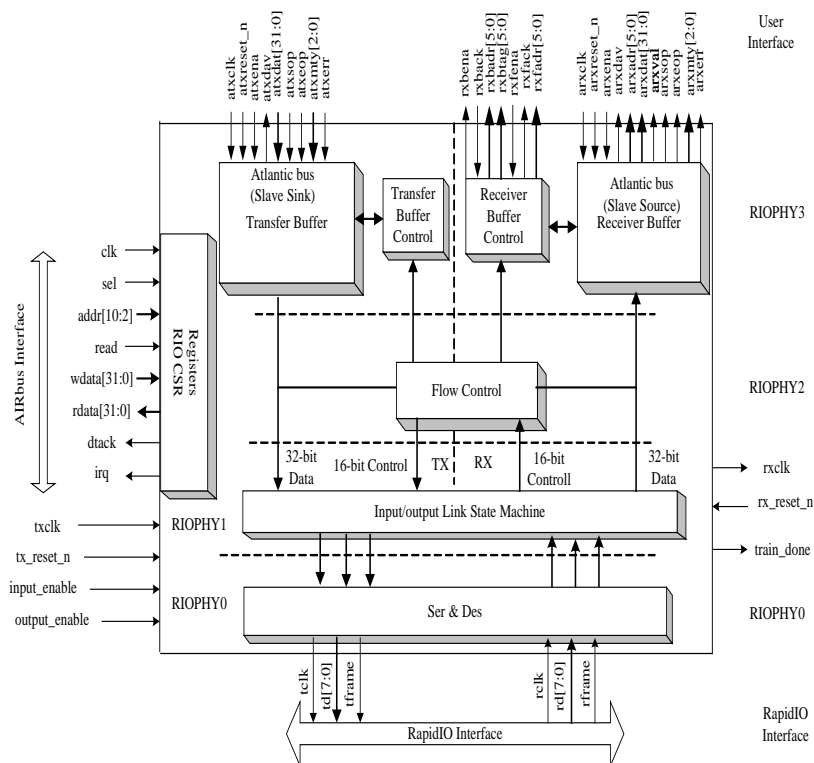 atxclk
atxreset_n
atxena
atxdav
atxdat[31:0]
atxsop
atxeop
atxmty[2:0]
atxerr
rxbena
rxback
rxbadr[5:0]
rxbtag[5:0]
rxfena
rxfack
rxfadr[5:0]
arxclk
arxreset_n
arxena
arxdav
arxadr[5:0]
arxdat[31:0]
arxval
arxsop
arxeop
arxmty[2:0]
arxerr
User
Interface
Atlantic bus
(Slave Sink)
Transfer Buffer
Transfer
Buffer
Control
Receiver
Buffer
Control
Atlantic bus
(Slave Source)
Receiver Buffer
RIOPHY3
AIRbus Interface
clk
sel
addr[10:2]
read
wdata[31:0]
rdata[31:0]
dtack
irq
Registers
RIO CSR
Flow Control
RIOPHY2
32-bit
Data
16-bit Control
TX
RX
16-bit
Controll
32-bit
Data
rxclk
rx_reset_n
train_done
txclk
tx_reset_n
input_enable
output_enable
RIOPHY1
Input/output Link State Machine
RIOPHY0
Ser & Des
RIOPHY0
tclk
td[7:0]
tframe
rclk
rd[7:0]
rframe
RapidIO Interface
RapidIO
Interface